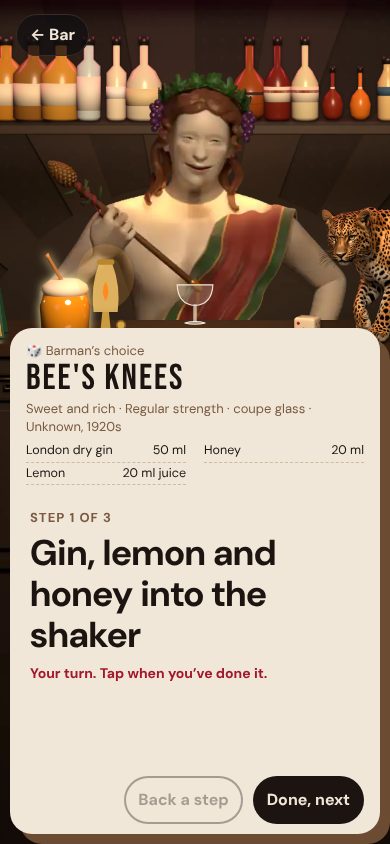 ← Bar
🎲 Barman's choice
BEE'S KNEES
Sweet and rich · Regular strength · coupe glass ·
Unknown, 1920s
London dry gin 50 ml
Honey 20 ml
Lemon 20 ml juice
STEP 1 OF 3
Gin, lemon and
honey into the
shaker
Your turn. Tap when you've done it.
Back a step
Done, next